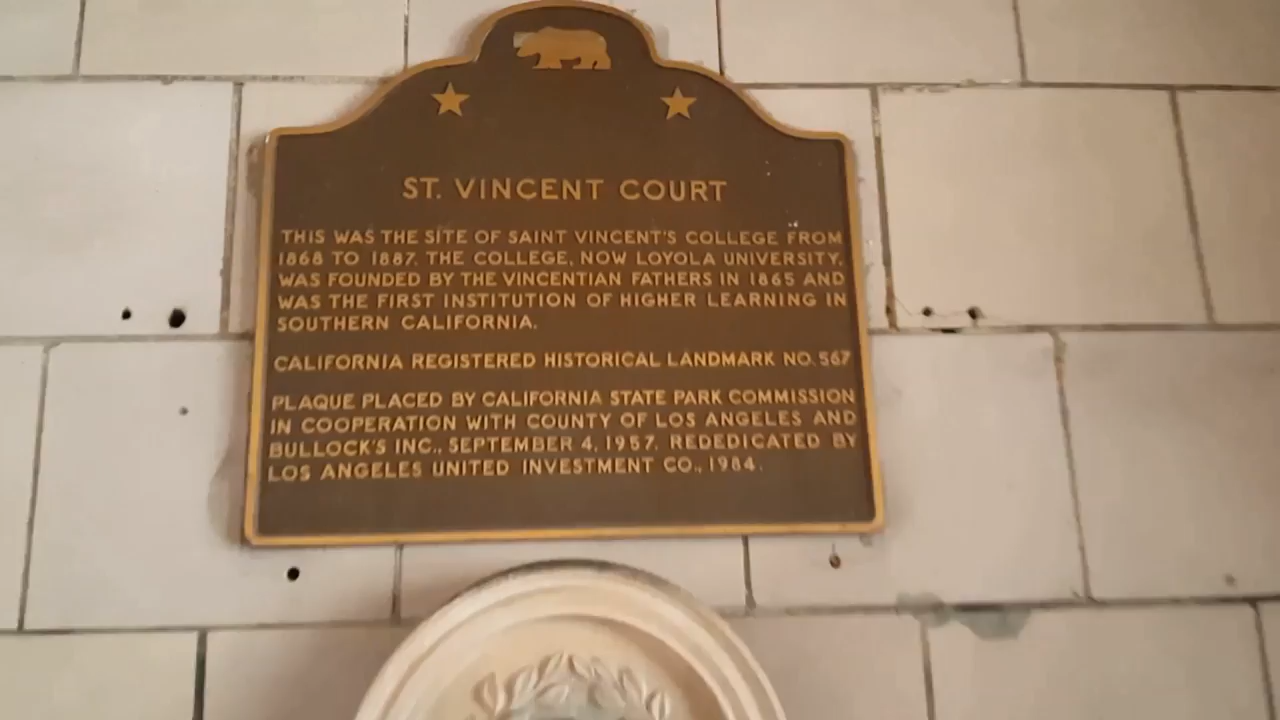 ST. VINCENT COURT
THIS WAS THE SITE OF SAINT VINCENT'S COLLEGE FROM
1868 TO 1887. THE COLLEGE, NOW LOYOLA UNIVERSITY,
WAS FOUNDED BY THE VINCENTIAN FATHERS IN 1865 AND
WAS THE FIRST INSTITUTION OF HIGHER LEARNING IN
SOUTHERN CALIFORNIA.
CALIFORNIA REGISTERED HISTORICAL LANDMARK NO. 567
PLAQUE PLACED BY CALIFORNIA STATE PARK COMMISSION
IN COOPERATION WITH COUNTY OF LOS ANGELES AND
BULLOCK'S INC., SEPTEMBER 4, 1957. REDEDICATED BY
LOS ANGELES UNITED INVESTMENT CO., 1984.